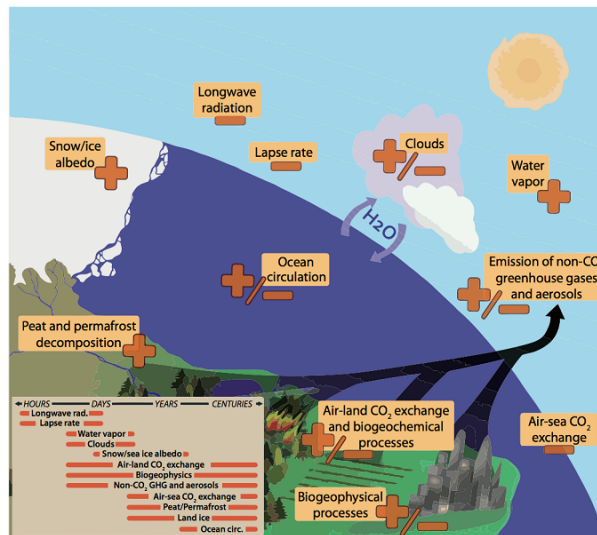 Longwave
radiation
Snow/ice
albedo
Lapse rate
Clouds
Water
vapor
H₂O
Ocean
circulation
Emission of non-CO
greenhouse gases
and aerosols
Peat and permafrost
decomposition
HOURS DAYS YEARS CENTURIES
Longwave rad.
Lapse rate
Water vapor
Clouds
Snow/sea ice albedo
Air-land CO₂ exchange
Biogeophysics
Non-CO₂ GHG and aerosols
Air-sea CO₂ exchange
Peat/Permafrost
Land ice
Ocean circ.
Air-land CO₂ exchange
and biogeochemical
processes
Air-sea CO₂
exchange
Biogeophysical
processes